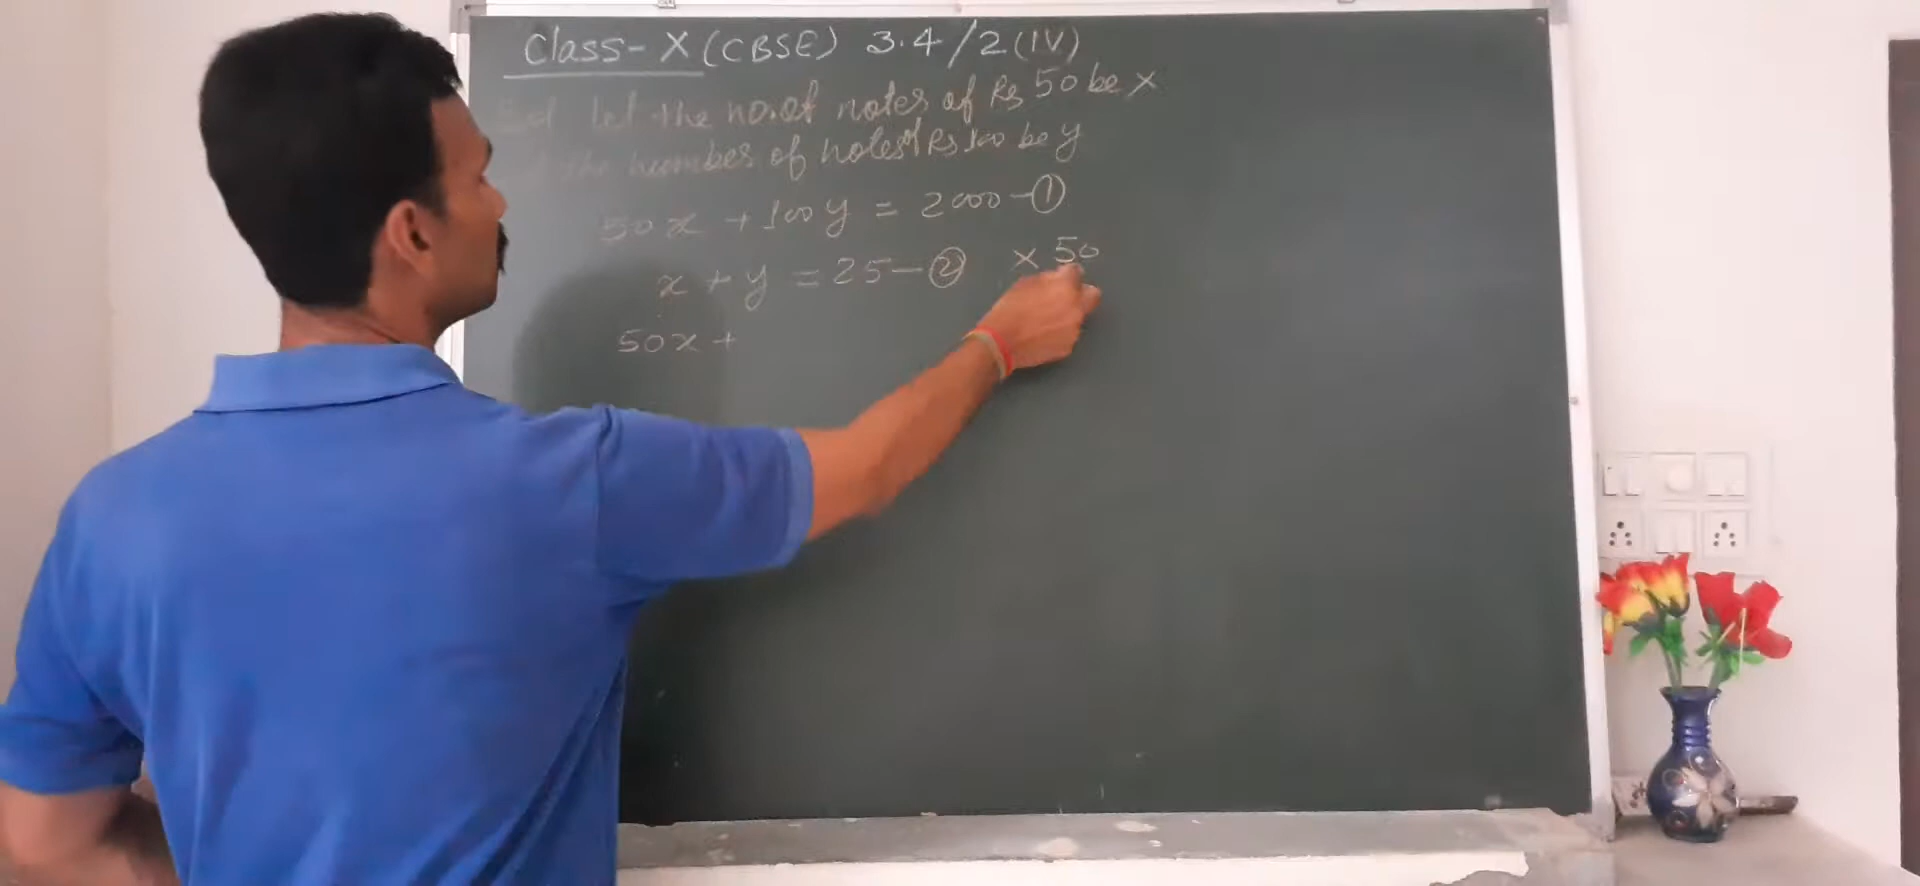 Class-X (CBSE) 3.4/2(IV)
let the no.of notes of Rs 50 be x
the number of notes of Rs 100 be y
50x + 100y = 2000-①
x + y = 25-② × 50
50x +